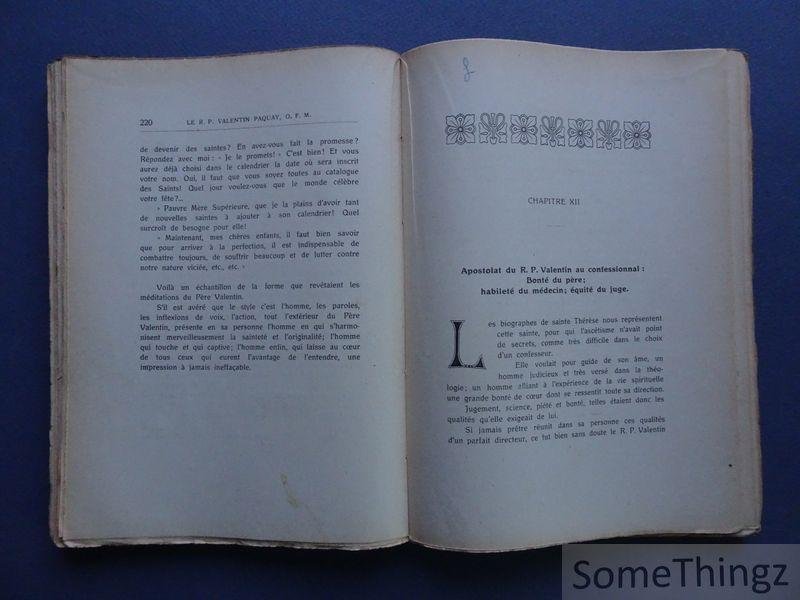 220
LE R. P. VALENTIN PAQUAY, O. F. M.
de devenir des saintes? En avez-vous fait la promesse?
Répondez avec moi: « Je le promets! » C'est bien! Et vous
aurez déjà choisi dans le calendrier la date où sera inscrit
votre nom. Oui, il faut que vous soyez toutes au catalogue
des Saints! Quel jour voulez-vous que le monde célèbre
votre fête?...
« Pauvre Mère Supérieure, que je la plains d'avoir tant
de nouvelles saintes à ajouter à son calendrier! Quel
surcroît de besogne pour elle!
« Maintenant, mes chères enfants, il faut bien savoir
que pour arriver à la perfection, il est indispensable de
combattre toujours, de souffrir beaucoup et de lutter contre
notre nature viciée, etc., etc. »
Voilà un échantillon de la forme que revêtaient les
méditations du Père Valentin.
S'il est avéré que le style c'est l'homme, les paroles,
les inflexions de voix, l'action, tout l'extérieur du Père
Valentin, présente en sa personne l'homme en qui s'harmo-
nisent merveilleusement la sainteté et l'originalité; l'homme
qui touche et qui captive; l'homme enfin, qui laisse au cœur
de tous ceux qui eurent l'avantage de l'entendre, une
impression à jamais ineffaçable.
CHAPITRE XII
Apostolat du R. P. Valentin au confessionnal:
Bonté du père;
habileté du médecin; équité du juge.
Les biographes de sainte Thérèse nous représentent
cette sainte, pour qui l'ascétisme n'avait point
de secrets, comme très difficile dans le choix
d'un confesseur.
Elle voulait pour guide de son âme, un
homme judicieux et très versé dans la théo-
logie; un homme alliant à l'expérience de la vie spirituelle
une grande bonté de cœur dont se ressentît toute sa direction.
Jugement, science, piété et bonté, telles étaient donc les
qualités qu'elle exigeait de lui.
Si jamais prêtre réunit dans sa personne ces qualités
d'un parfait directeur, ce fut bien sans doute le R. P. Valentin
SomeThingz